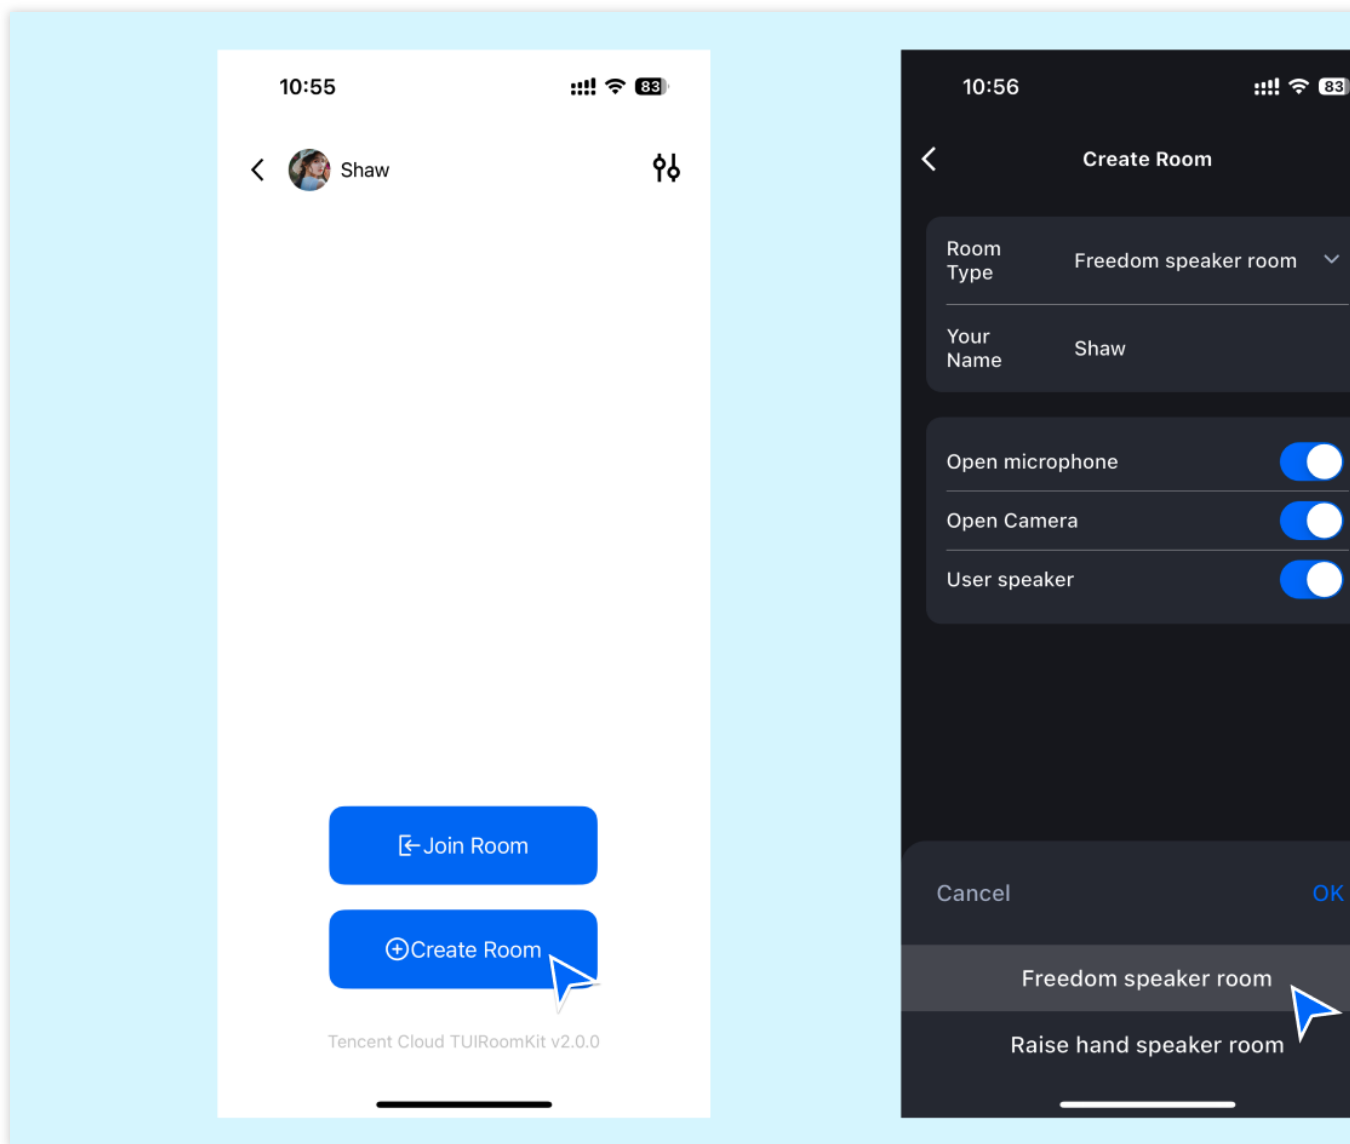 10:55
83
Shaw
Join Room
Create Room
Tencent Cloud TUIRoomKit v2.0.0
10:56
83
Create Room
Room
Type
Freedom speaker room
Your
Name
Shaw
Open microphone
Open Camera
User speaker
Cancel
OK
Freedom speaker room
Raise hand speaker room